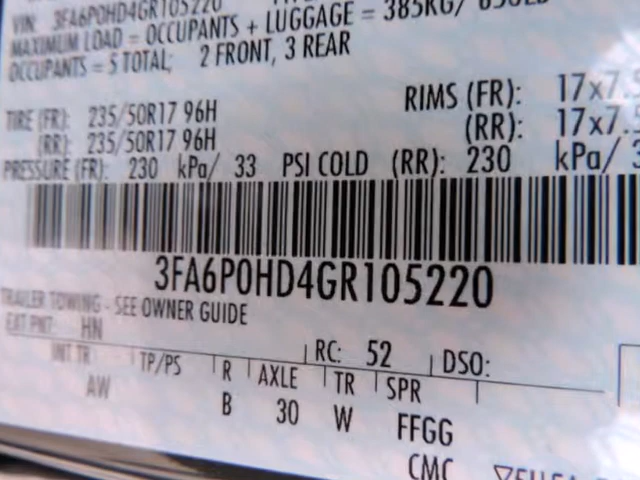 VIN: 3FA6P0HD4GR105220
MAXIMUM LOAD = OCCUPANTS + LUGGAGE = 385KG/
OCCUPANTS = 5 TOTAL; 2 FRONT, 3 REAR
TIRE (FR): 235/50R17 96H RIMS (FR): 17x7.
(RR): 235/50R17 96H (RR): 17x7.
PRESSURE (FR): 230 kPa/ 33 PSI COLD (RR): 230 kPa/ 3
3FA6P0HD4GR105220
TRAILER TOWING - SEE OWNER GUIDE
EXT PNT: HN RC: 52 DSO:
INT TR TP/PS R AXLE TR SPR
AW B 30 W FFGG
CMC